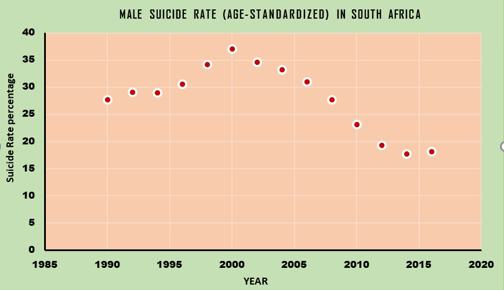 MALE SUICIDE RATE (AGE-STANDARDIZED) IN SOUTH AFRICA
Suicide Rate percentage
40
35
30
25
20
15
10
5
0
1985 1990 1995 2000 2005 2010 2015 2020
YEAR